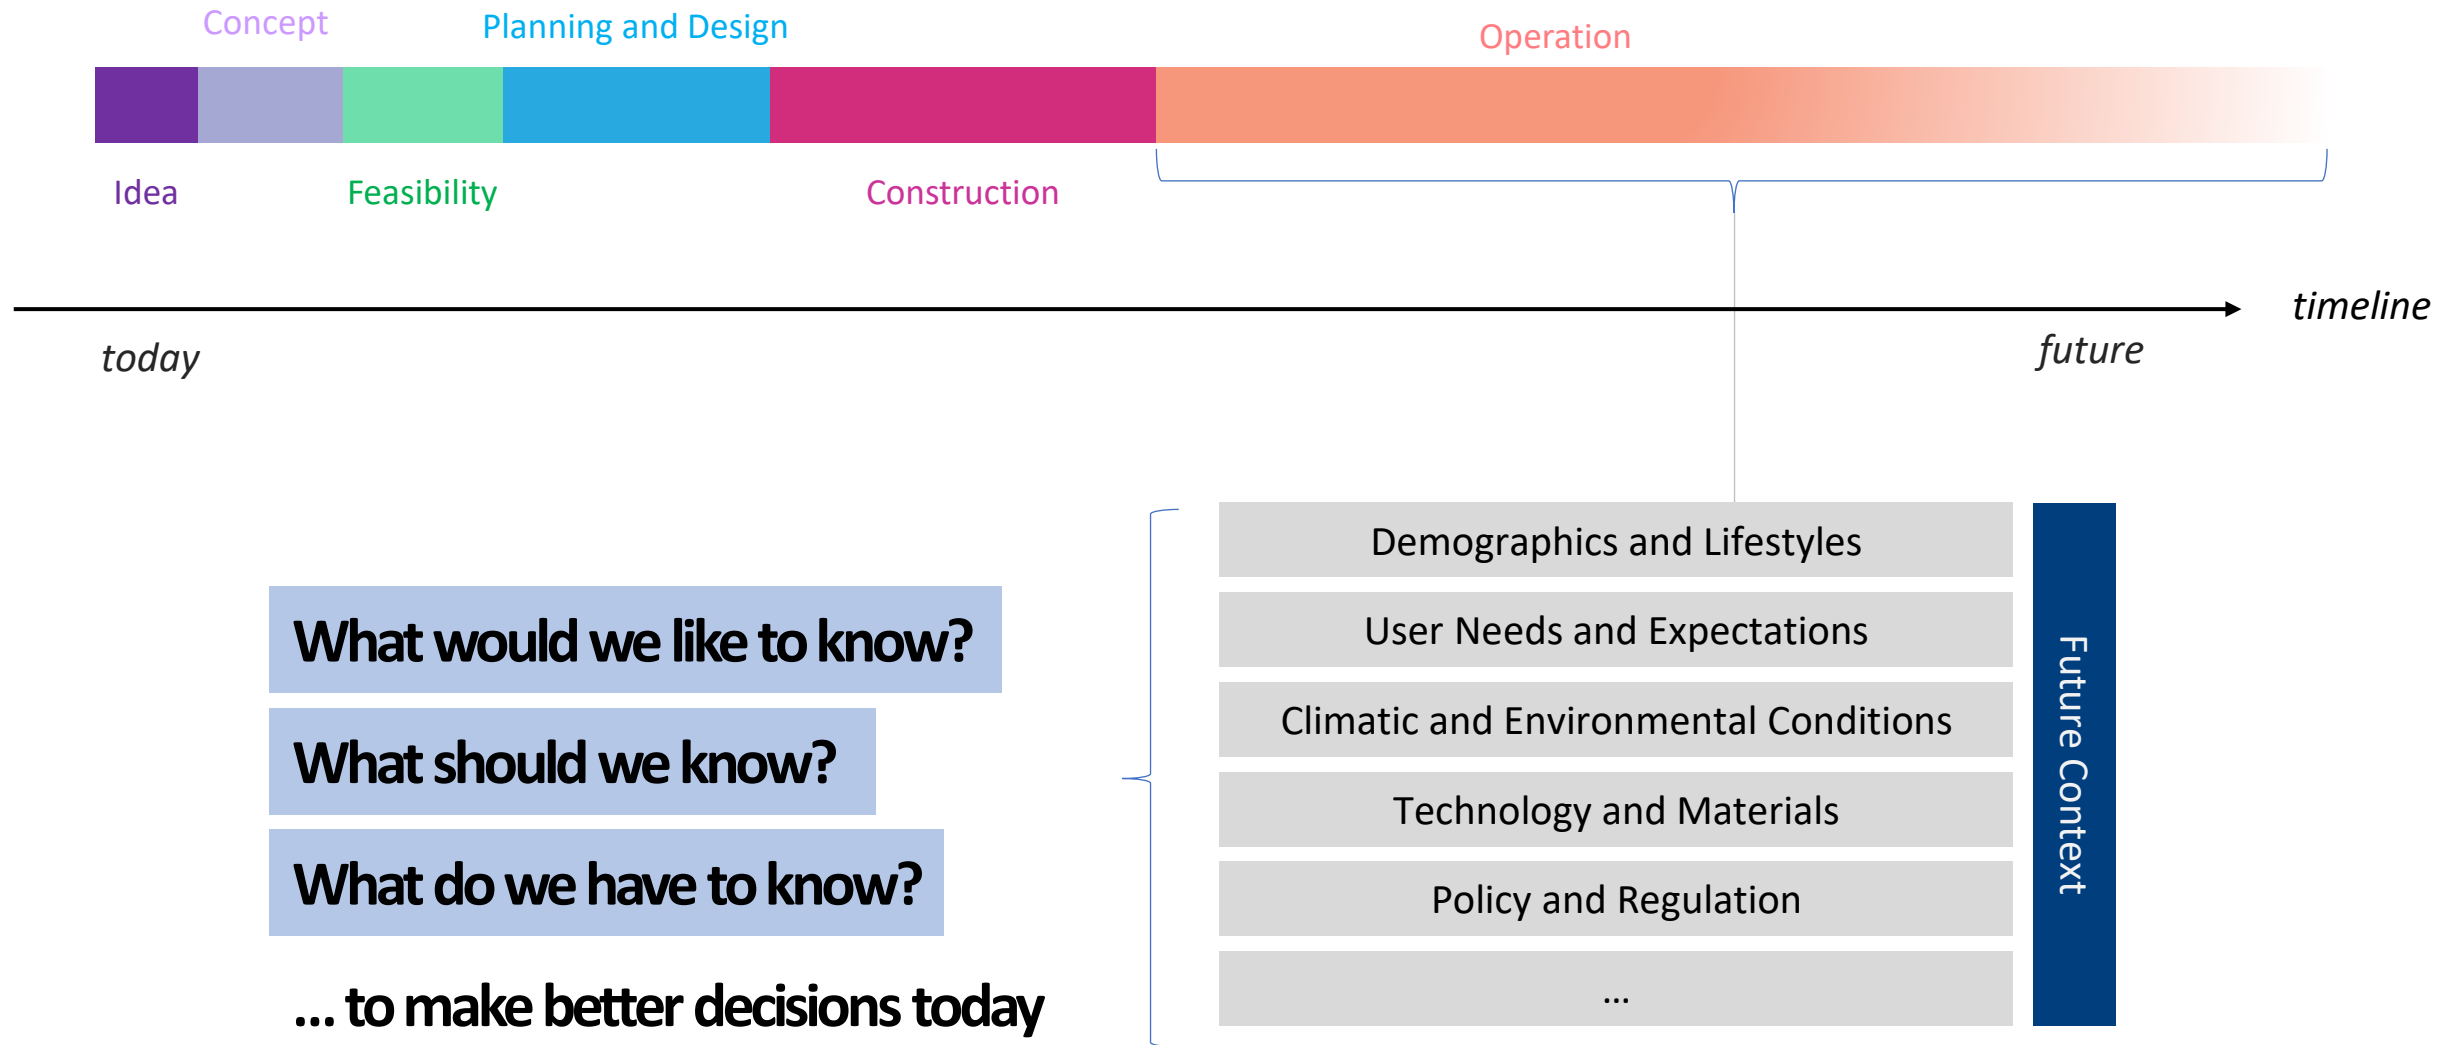 Concept
Planning and Design
Operation
Idea
Feasibility
Construction
timeline
today
future
What would we like to know?
What should we know?
What do we have to know?
... to make better decisions today
Demographics and Lifestyles
User Needs and Expectations
Climatic and Environmental Conditions
Technology and Materials
Policy and Regulation
...
Future Context